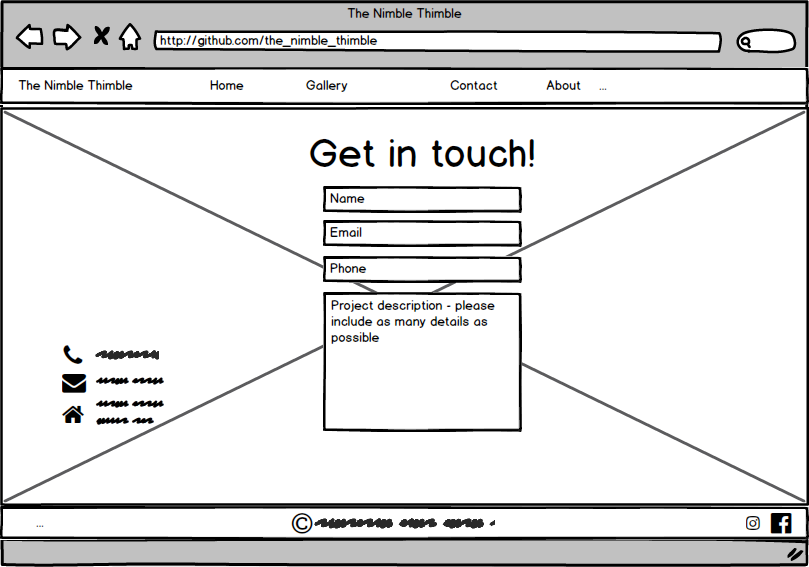 The Nimble Thimble
http://github.com/the_nimble_thimble
The Nimble Thimble Home Gallery Contact About ...
Get in touch!
Name
Email
Phone
Project description - please
include as many details as
possible
... ©